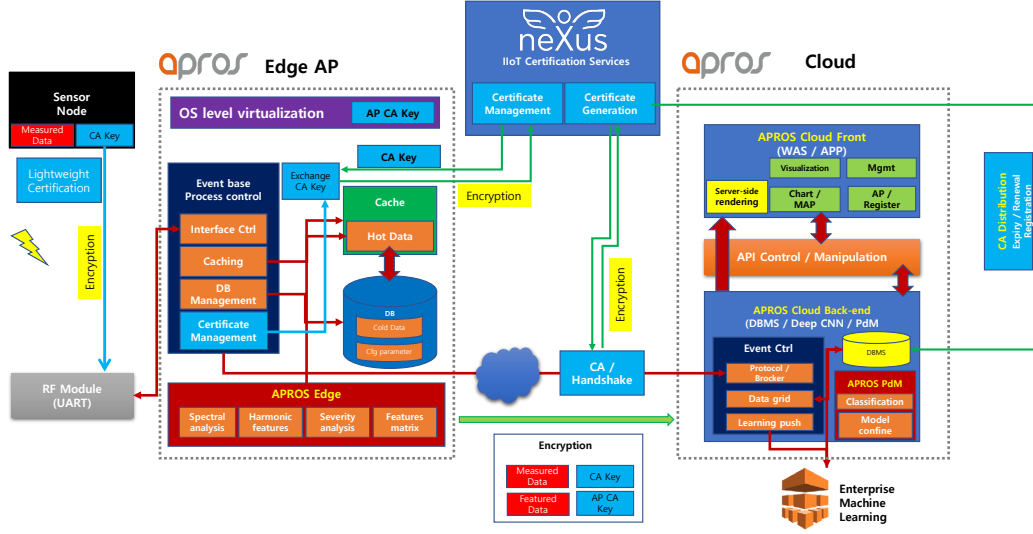 Sensor
Node
Measured
Data
CA Key
Lightweight
Certification
Encryption
RF Module
(UART)
apros
Edge AP
OS level virtualization
AP CA Key
CA Key
Exchange
CA Key
Event base
Process control
Interface Ctrl
Caching
DB
Management
Certificate
Management
Cache
Hot Data
DB
Cold Data
Cfg parameter
APROS Edge
Spectral
analysis
Harmonic
features
Severity
analysis
Features
matrix
neXus
IIoT Certification Services
Certificate
Management
Certificate
Generation
Encryption
Encryption
CA /
Handshake
Encryption
Measured
Data
CA Key
Featured
Data
AP CA
Key
apros
Cloud
APROS Cloud Front
(WAS / APP)
Visualization
Mgmt
Server-side
rendering
Chart /
MAP
AP /
Register
API Control / Manipulation
APROS Cloud Back-end
(DBMS / Deep CNN / PdM)
Event Ctrl
Protocol /
Brocker
Data grid
Learning push
DBMS
APROS PdM
Classification
Model
confine
Enterprise
Machine
Learning
CA Distribution
Expiry / Renewal
Registration